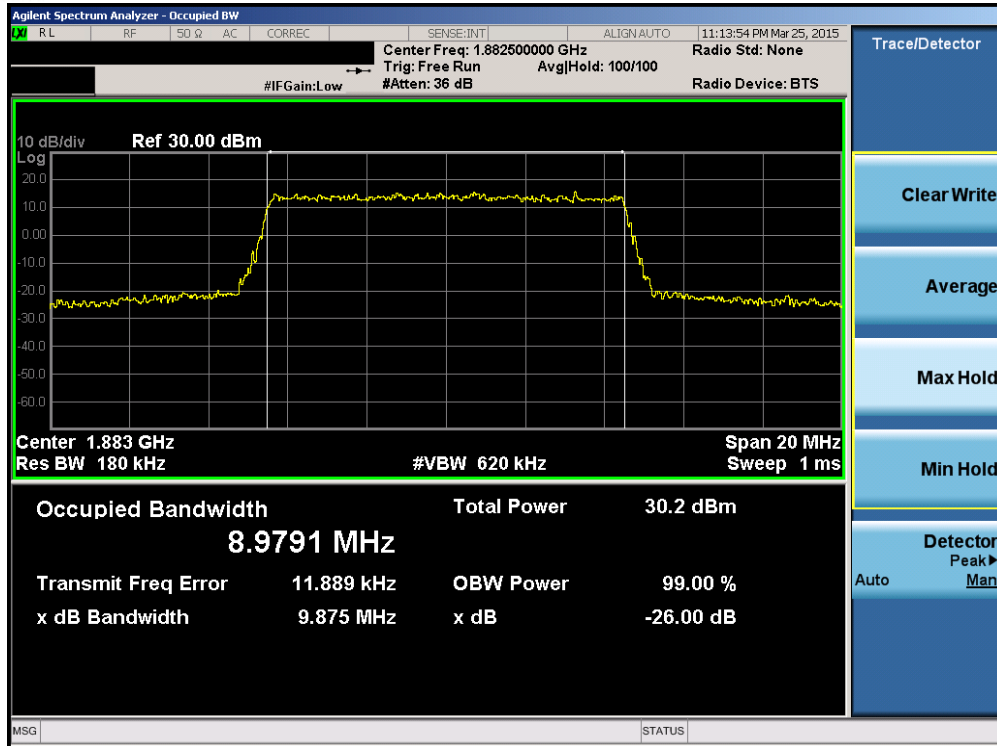 Agilent Spectrum Analyzer - Occupied BW
LXI RL RF 50 Ω AC CORREC SENSE:INT ALIGN AUTO 11:13:54 PM Mar 25, 2015
Center Freq: 1.882500000 GHz Radio Std: None
Trig: Free Run Avg|Hold: 100/100
#IFGain:Low #Atten: 36 dB Radio Device: BTS
10 dB/div Ref 30.00 dBm
Log
20.0
10.0
0.00
-10.0
-20.0
-30.0
-40.0
-50.0
-60.0
Center 1.883 GHz Span 20 MHz
Res BW 180 kHz #VBW 620 kHz Sweep 1 ms
Occupied Bandwidth Total Power 30.2 dBm
8.9791 MHz
Transmit Freq Error 11.889 kHz OBW Power 99.00 %
x dB Bandwidth 9.875 MHz x dB -26.00 dB
MSG STATUS
Trace/Detector
Clear Write
Average
Max Hold
Min Hold
Detector
Peak▶
Auto Man